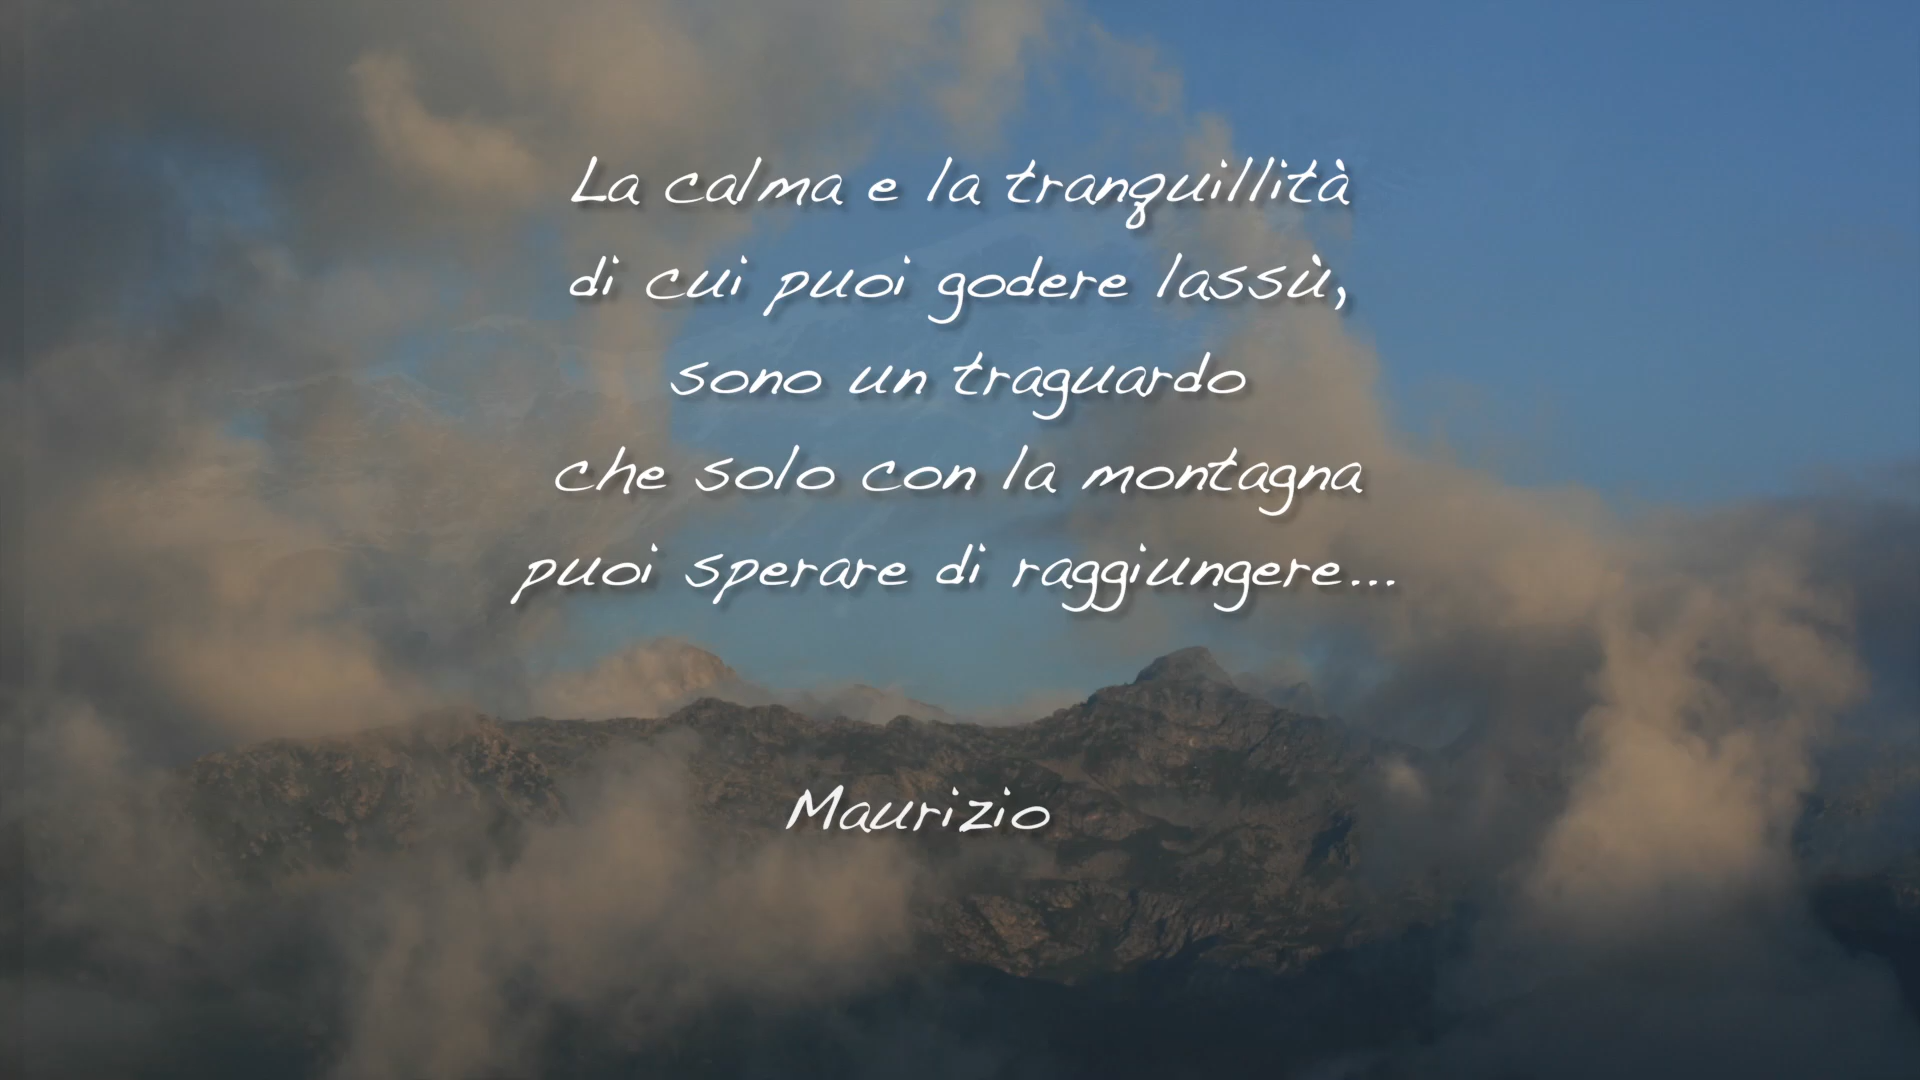 La calma e la tranquillità
di cui puoi godere lassù,
sono un traguardo
che solo con la montagna
puoi sperare di raggiungere...
Maurizio